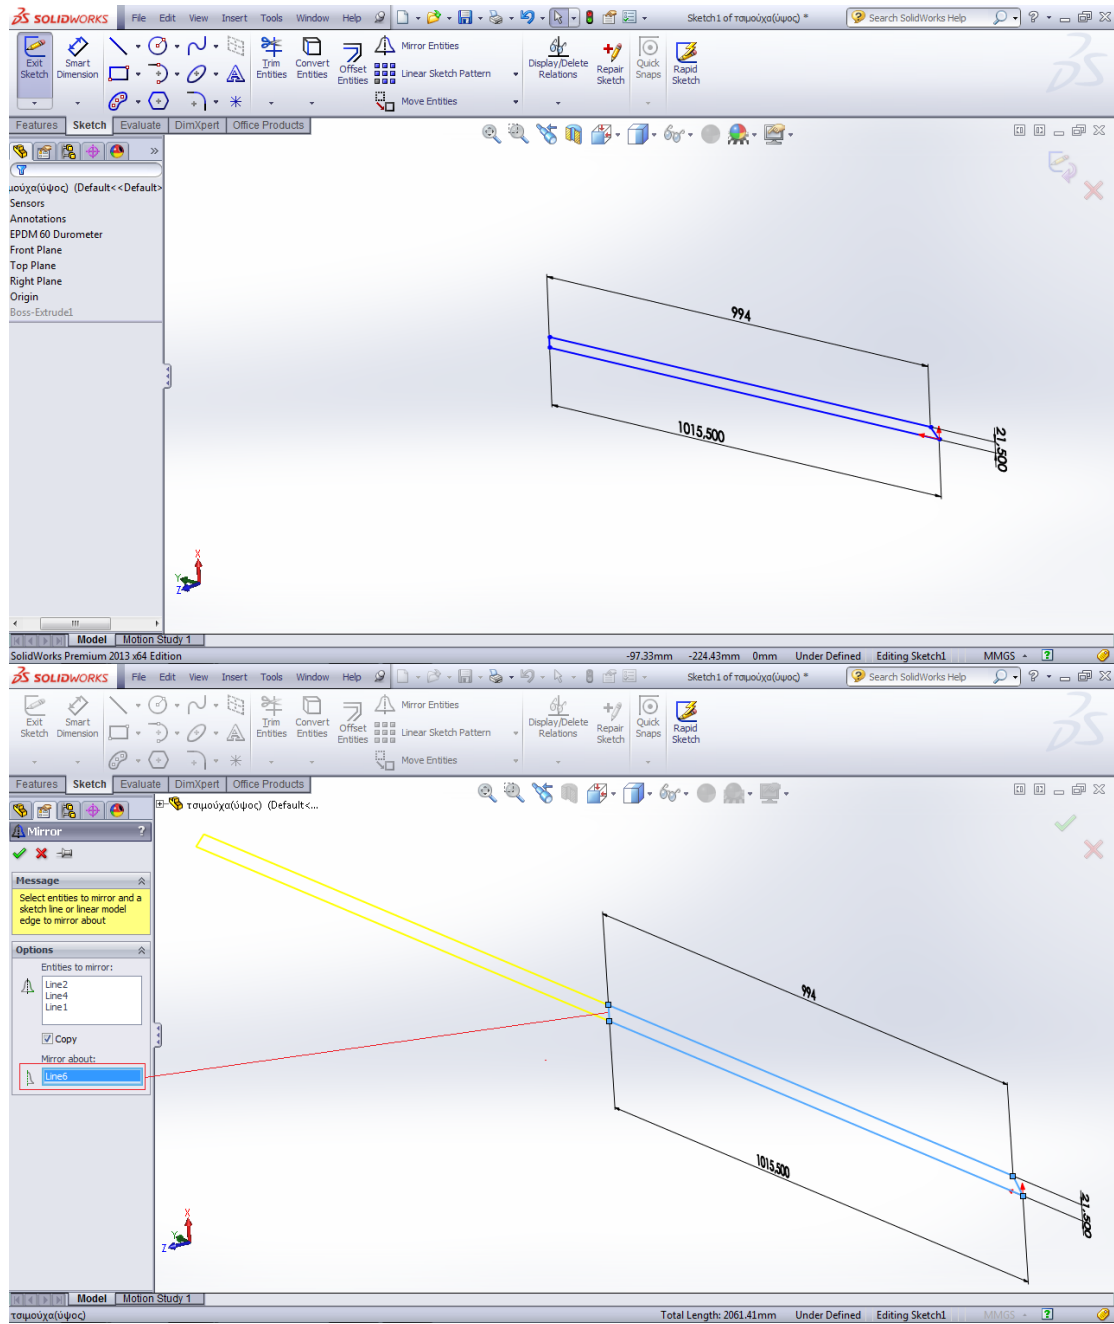 SOLIDWORKS File Edit View Insert Tools Window Help Sketch1 of τσιμούχα(ύψος) * Search SolidWorks Help
Exit Sketch
Smart Dimension
Trim Entities
Convert Entities
Offset Entities
Mirror Entities
Linear Sketch Pattern
Move Entities
Display/Delete Relations
Repair Sketch
Quick Snaps
Rapid Sketch
Features Sketch Evaluate DimXpert Office Products
μούχα(ύψος) (Default<<Default>
Sensors
Annotations
EPDM 60 Durometer
Front Plane
Top Plane
Right Plane
Origin
Boss-Extrude1
994
1015,500
21,500
X
Y
Z
Model Motion Study 1
SolidWorks Premium 2013 x64 Edition -97.33mm -224.43mm 0mm Under Defined Editing Sketch1 MMGS
SOLIDWORKS File Edit View Insert Tools Window Help Sketch1 of τσιμούχα(ύψος) * Search SolidWorks Help
Exit Sketch
Smart Dimension
Trim Entities
Convert Entities
Offset Entities
Mirror Entities
Linear Sketch Pattern
Move Entities
Display/Delete Relations
Repair Sketch
Quick Snaps
Rapid Sketch
Features Sketch Evaluate DimXpert Office Products
τσιμούχα(ύψος) (Default<...
Mirror ?
Message
Select entities to mirror and a
sketch line or linear model
edge to mirror about
Options
Entities to mirror:
Line2
Line4
Line1
Copy
Mirror about:
Line6
994
1015,500
21,500
X
Y
Z
Model Motion Study 1
τσιμούχα(ύψος) Total Length: 2061.41mm Under Defined Editing Sketch1 MMGS